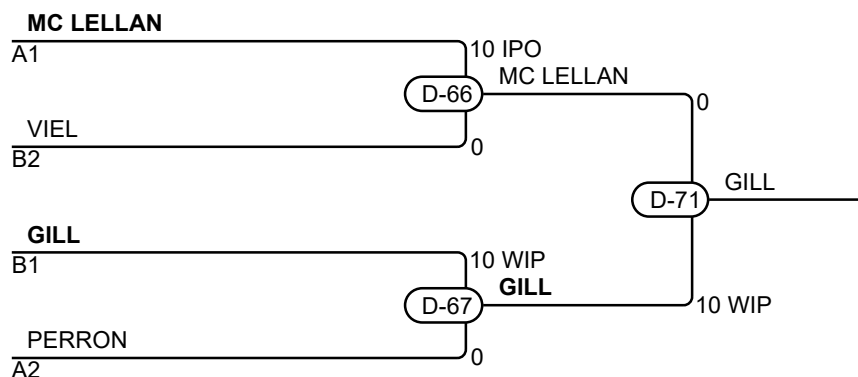 MC LELLAN
A1
10 IPO
D-66
MC LELLAN
VIEL
B2
0
0
D-71
GILL
GILL
B1
10 WIP
D-67
GILL
10 WIP
PERRON
A2
0